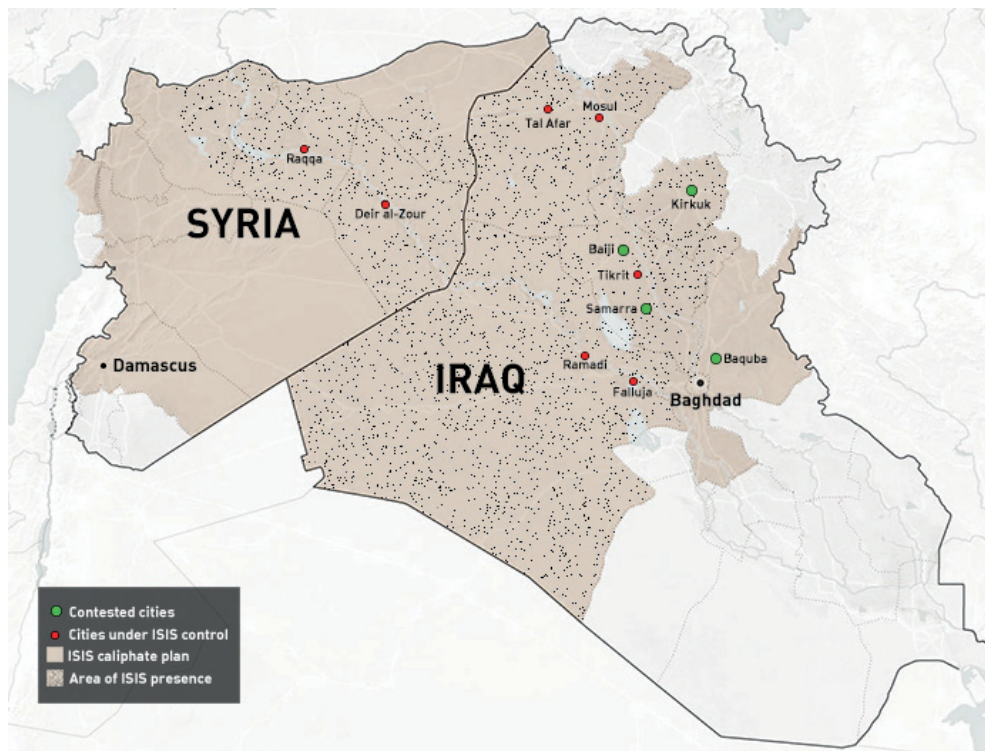 Mosul
Tal Afar
Raqqa
Kirkuk
Deir al-Zour
SYRIA
Baiji
Tikrit
Samarra
Damascus
Ramadi
Baquba
IRAQ
Falluja
Baghdad
Contested cities
Cities under ISIS control
ISIS caliphate plan
Area of ISIS presence